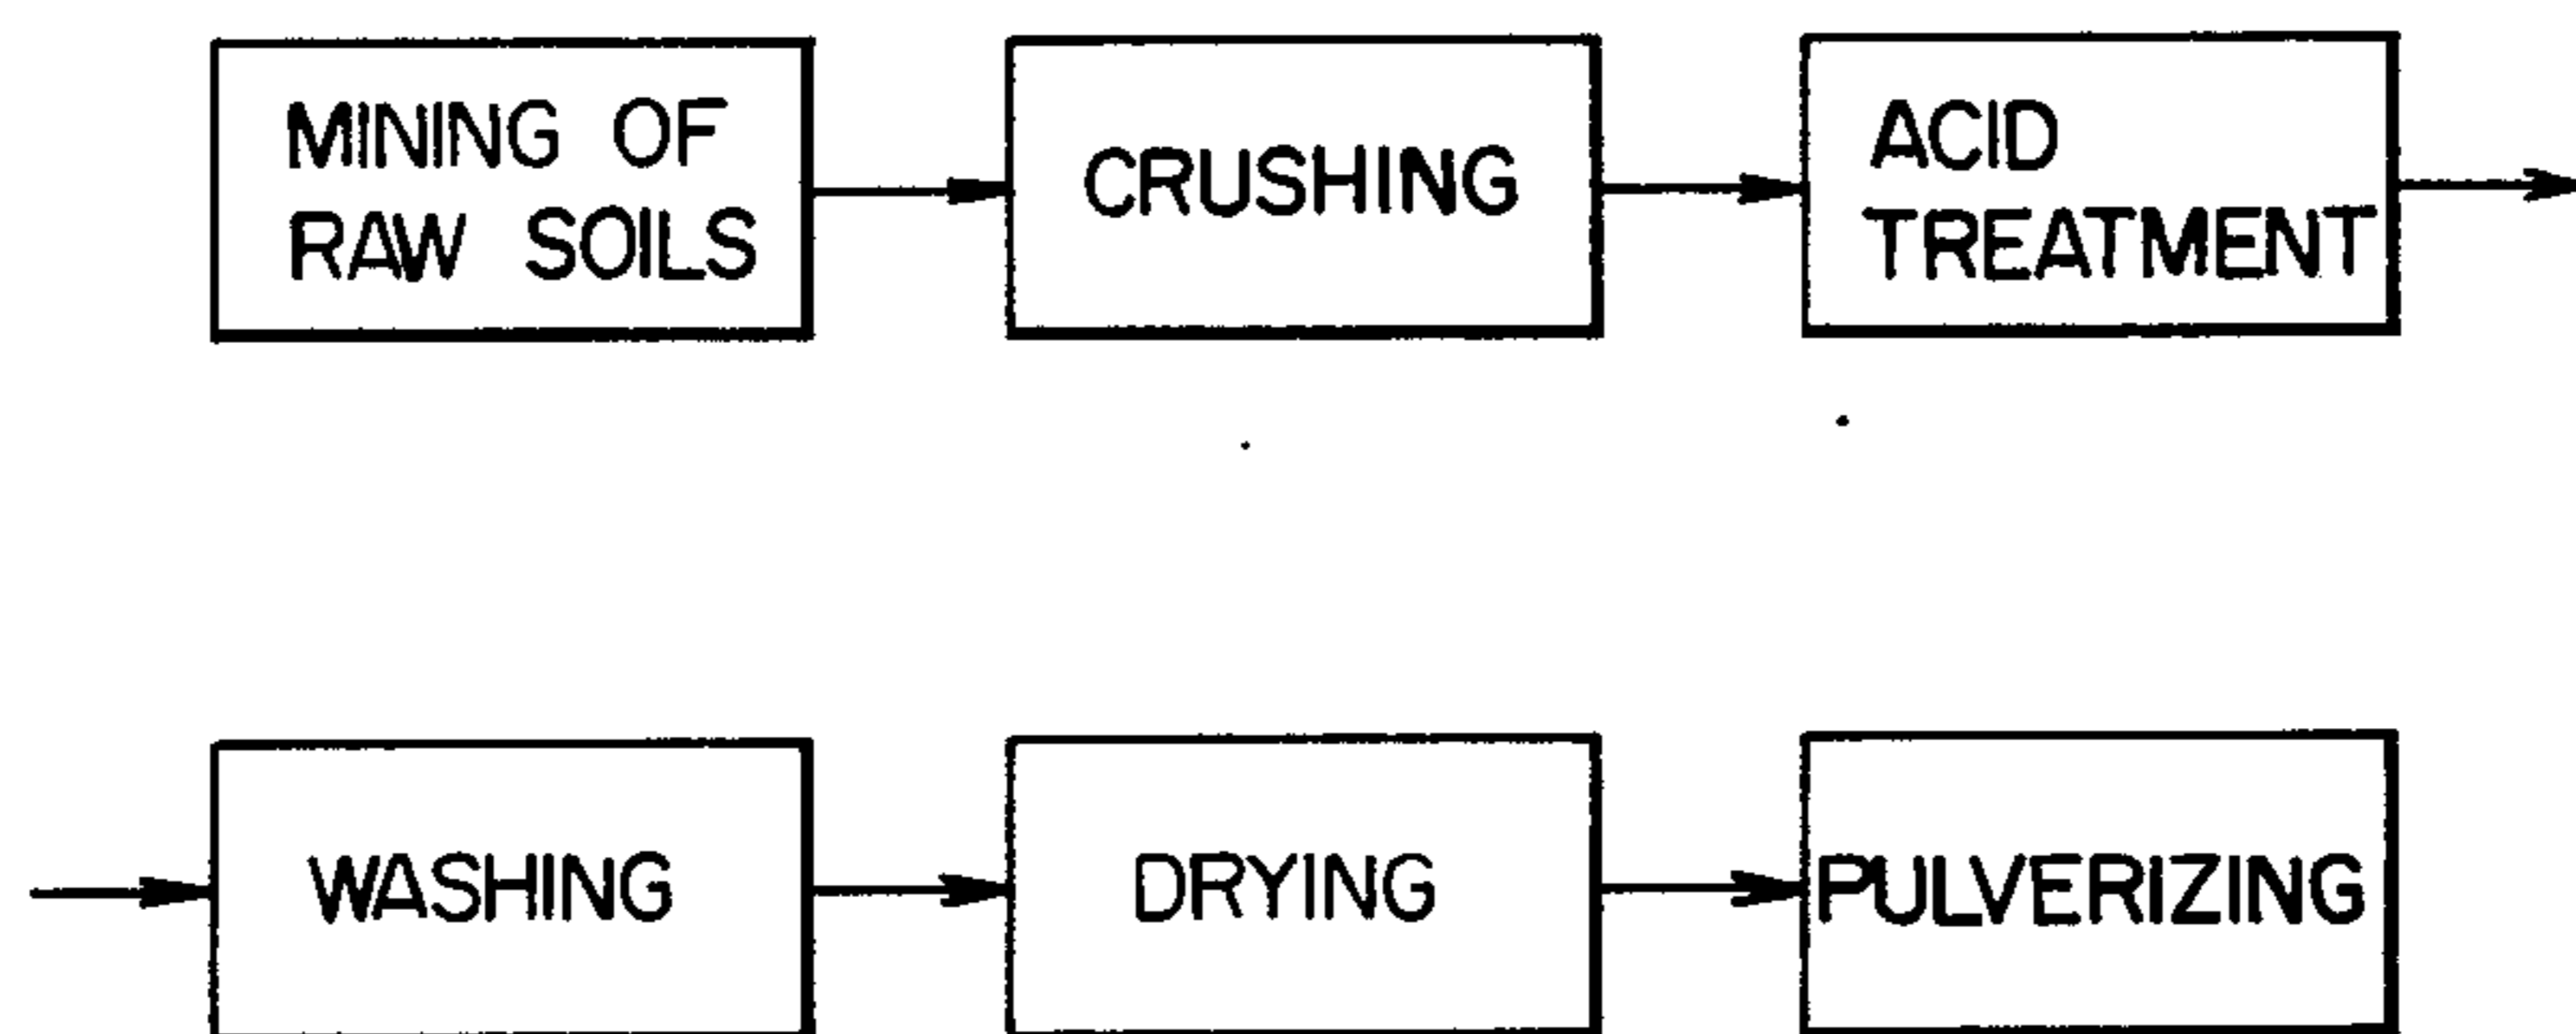 MINING OF
RAW SOILS
CRUSHING
ACID
TREATMENT
WASHING
DRYING
PULVERIZING